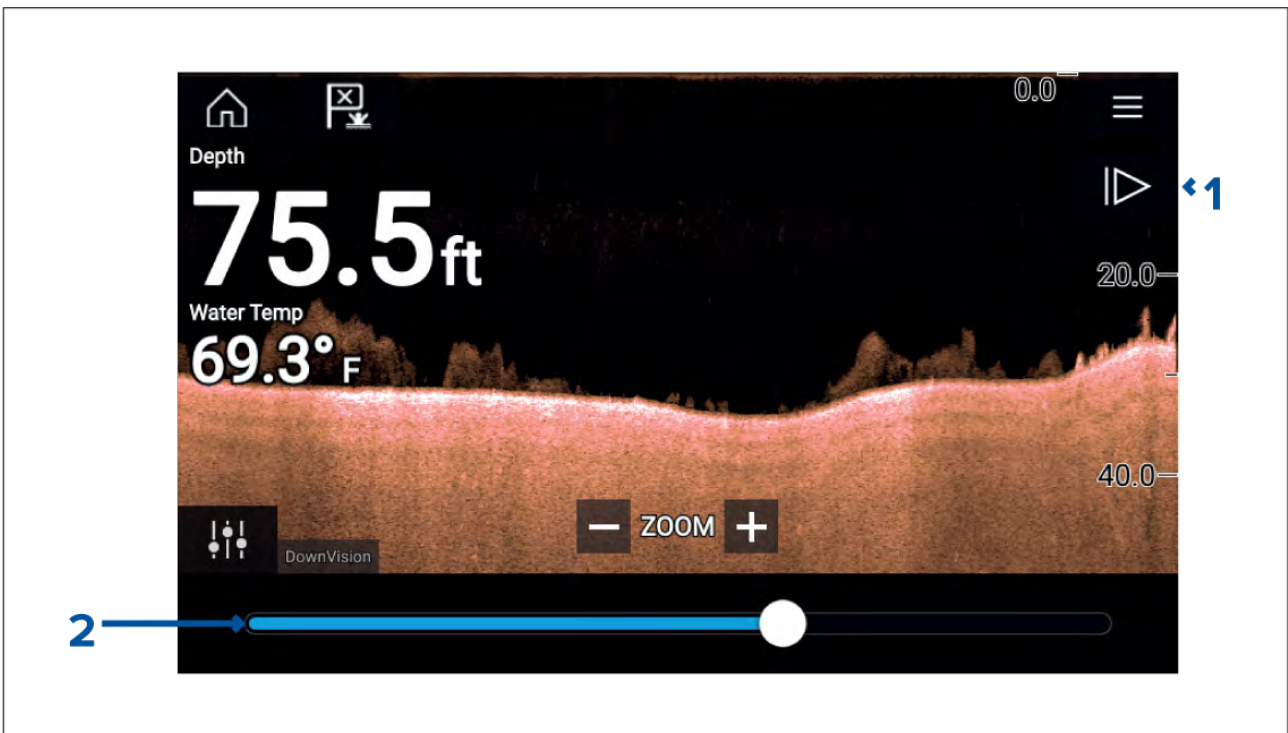 0.0
Depth
1
75.5ft
20.0
Water Temp
69.3° F
40.0
ZOOM
DownVision
2